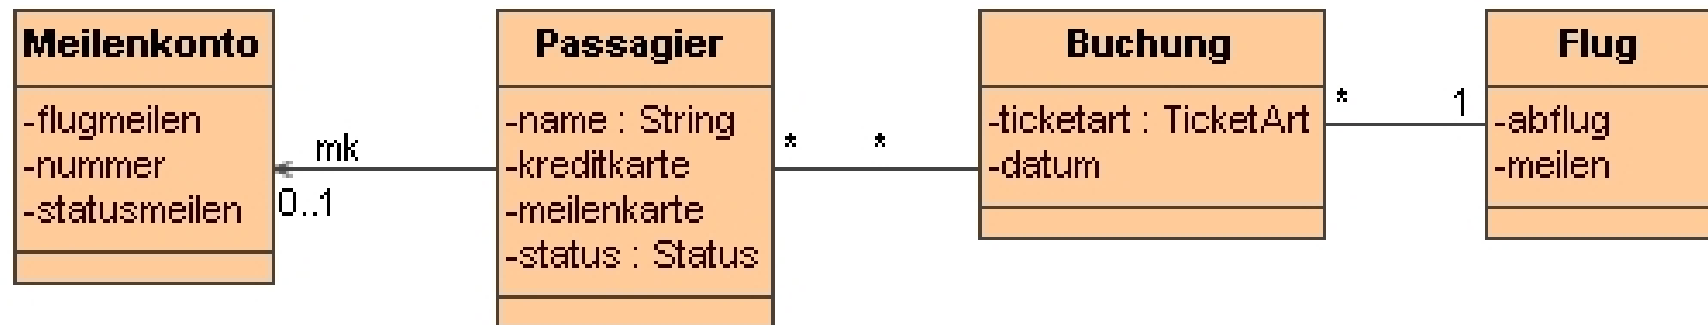 Meilenkonto
-flugmeilen
-nummer
-statusmeilen
mk
0..1
Passagier
-name : String
-kreditkarte
-meilenkarte
-status : Status
* *
Buchung
-ticketart : TicketArt
-datum
* 1
Flug
-abflug
-meilen